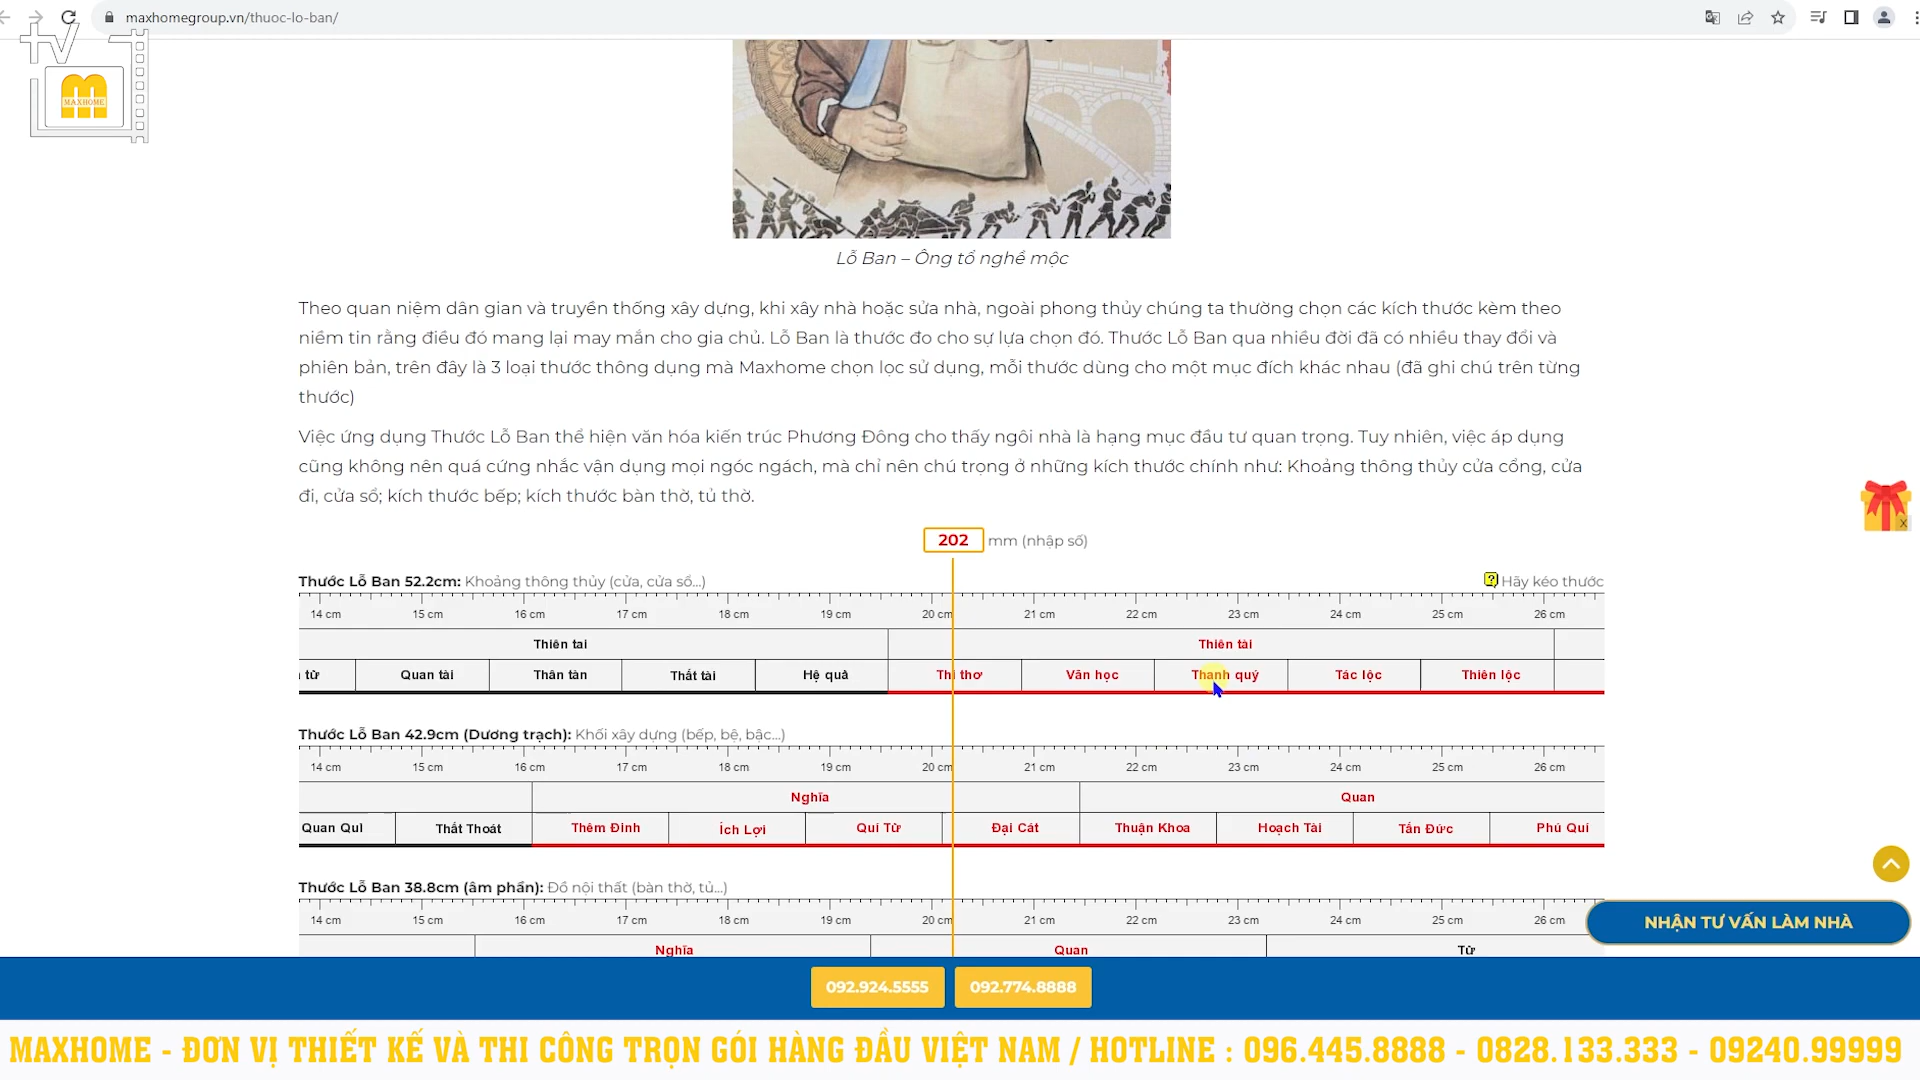 maxhomegroup.vn/thuoc-lo-ban/
TV
MAXHOME
Lỗ Ban – Ông tổ nghề mộc
Theo quan niệm dân gian và truyền thống xây dựng, khi xây nhà hoặc sửa nhà, ngoài phong thủy chúng ta thường chọn các kích thước kèm theo
niềm tin rằng điều đó mang lại may mắn cho gia chủ. Lỗ Ban là thước đo cho sự lựa chọn đó. Thước Lỗ Ban qua nhiều đời đã có nhiều thay đổi và
phiên bản, trên đây là 3 loại thước thông dụng mà Maxhome chọn lọc sử dụng, mỗi thước dùng cho một mục đích khác nhau (đã ghi chú trên từng
thước)
Việc ứng dụng Thước Lỗ Ban thể hiện văn hóa kiến trúc Phương Đông cho thấy ngôi nhà là hạng mục đầu tư quan trọng. Tuy nhiên, việc áp dụng
cũng không nên quá cứng nhắc vận dụng mọi ngóc ngách, mà chỉ nên chú trọng ở những kích thước chính như: Khoảng thông thủy cửa cổng, cửa
đi, cửa sổ; kích thước bếp; kích thước bàn thờ, tủ thờ.
202 mm (nhập số)
Thước Lỗ Ban 52.2cm: Khoảng thông thủy (cửa, cửa sổ...) ? Hãy kéo thước
14 cm 15 cm 16 cm 17 cm 18 cm 19 cm 20 cm 21 cm 22 cm 23 cm 24 cm 25 cm 26 cm
Thiên tai Thiên tài
tử Quan tài Thân tàn Thất tài Hệ quả Thi thơ Văn học Thanh quý Tác lộc Thiên lộc
Thước Lỗ Ban 42.9cm (Dương trạch): Khối xây dựng (bếp, bệ, bậc...)
14 cm 15 cm 16 cm 17 cm 18 cm 19 cm 20 cm 21 cm 22 cm 23 cm 24 cm 25 cm 26 cm
Nghĩa Quan
Quan Quỉ Thất Thoát Thêm Đinh Ích Lợi Quí Tử Đại Cát Thuận Khoa Hoạch Tài Tấn Đức Phú Quí
Thước Lỗ Ban 38.8cm (âm phần): Đồ nội thất (bàn thờ, tủ...)
14 cm 15 cm 16 cm 17 cm 18 cm 19 cm 20 cm 21 cm 22 cm 23 cm 24 cm 25 cm 26 cm
NHẬN TƯ VẤN LÀM NHÀ
Nghĩa Quan Tử
092.924.5555 092.774.8888
MAXHOME - ĐƠN VỊ THIẾT KẾ VÀ THI CÔNG TRỌN GÓI HÀNG ĐẦU VIỆT NAM / HOTLINE : 096.445.8888 - 0828.133.333 - 09240.99999